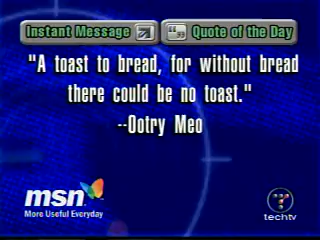 Instant Message Quote of the Day
"A toast to bread, for without bread
there could be no toast."
--Ootry Meo
msn
More Useful Everyday
techtv